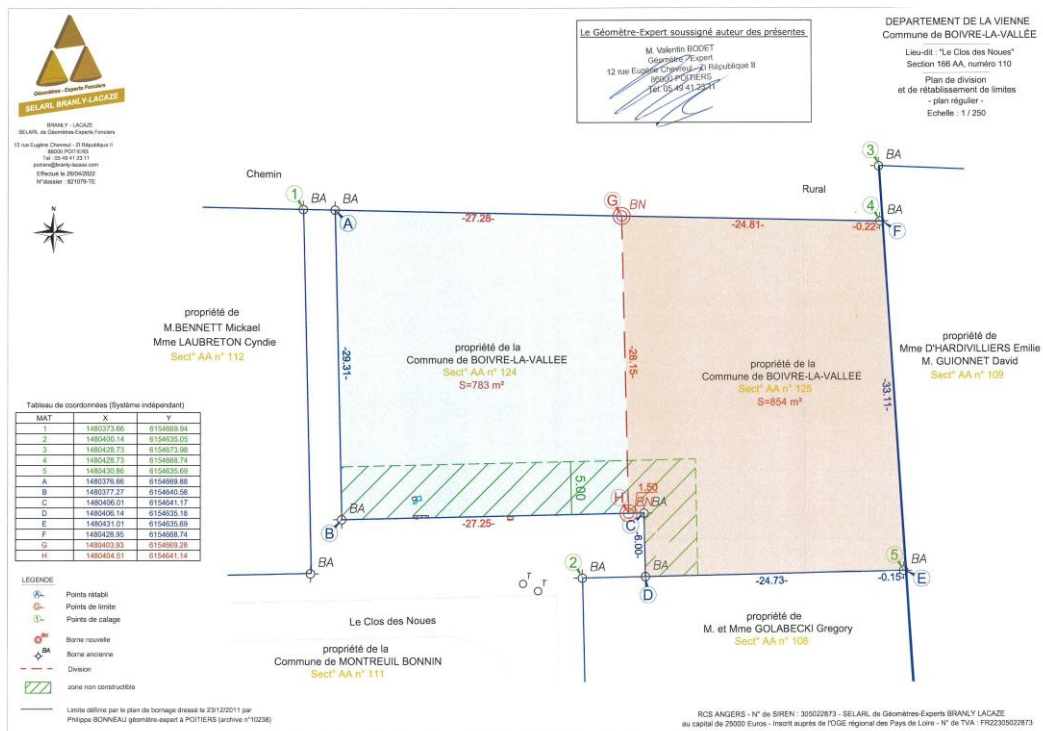 Géomètres - Experts Fonciers
SELARL BRANLY-LACAZE
BRANLY - LACAZE
SELARL de Géomètres-Experts Fonciers
12 rue Eugène Chevreul - ZI République II
86000 POITIERS
Tel : 05 49 41 23 11
poitiers@branly-lacaze.com
Effectué le 26/04/2022
N°dossier : 821079-TE
Le Géomètre-Expert soussigné auteur des présentes
M. Valentin BODET
Géomètre - Expert
12 rue Eugène Chevreul - ZI République II
86000 POITIERS
Tél. 05 49 41 23 11
DEPARTEMENT DE LA VIENNE
Commune de BOIVRE-LA-VALLÉE
Lieu-dit : "Le Clos des Noues"
Section 166 AA, numéro 110
Plan de division
et de rétablissement de limites
- plan régulier -
Echelle : 1 / 250
N
Chemin
Rural
1
BA
BA
A
-27.28-
G
BN
-24.81-
3
BA
4
BA
-0.22-
F
propriété de
M.BENNETT Mickael
Mme LAUBRETON Cyndie
Sect° AA n° 112
-29.31-
propriété de la
Commune de BOIVRE-LA-VALLEE
Sect° AA n° 124
S=783 m²
-28.15-
propriété de la
Commune de BOIVRE-LA-VALLEE
Sect° AA n° 125
S=854 m²
-33.11-
propriété de
Mme D'HARDIVILLIERS Emilie
M. GUIONNET David
Sect° AA n° 109
5.00
1.50
H
BN
BA
C
BA
B
-27.25-
-6.00-
BA
2
BA
T
T
BA
D
-24.73-
5
BA
-0.15-
E
Le Clos des Noues
propriété de la
Commune de MONTREUIL BONNIN
Sect° AA n° 111
propriété de
M. et Mme GOLABECKI Gregory
Sect° AA n° 108
Tableau de coordonnées (Système indépendant)
MAT X Y
1 1480373.66 6154669.94
2 1480400.14 6154635.05
3 1480428.73 6154673.98
4 1480428.73 6154668.74
5 1480430.86 6154635.69
A 1480376.66 6154669.88
B 1480377.27 6154640.58
C 1480406.01 6154641.17
D 1480406.14 6154635.18
E 1480431.01 6154635.69
F 1480428.95 6154668.74
G 1480403.93 6154669.28
H 1480404.51 6154641.14
LEGENDE
A Points rétabli
G Points de limite
1 Points de calage
BN Borne nouvelle
BA Borne ancienne
Division
zone non constructible
Limite définie par le plan de bornage dressé le 23/12/2011 par
Philippe BONNEAU géomètre-expert à POITIERS (archive n°10238)
RCS ANGERS - N° de SIREN : 305022873 - SELARL de Géomètres-Experts BRANLY LACAZE
au capital de 25000 Euros - Inscrit auprès de l'OGE régional des Pays de Loire - N° de TVA : FR22305022873